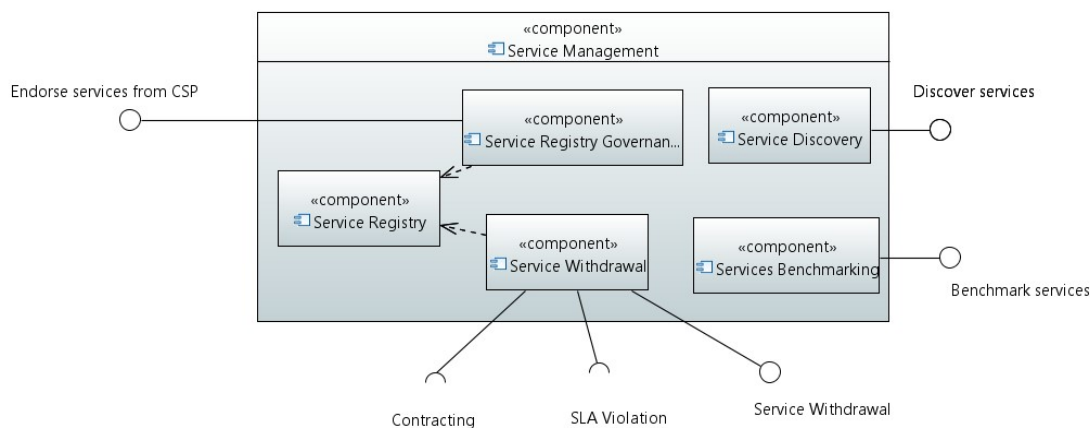 «component»
Service Management
Endorse services from CSP
«component»
Service Registry Governan...
«component»
Service Discovery
Discover services
«component»
Service Registry
«component»
Service Withdrawal
«component»
Services Benchmarking
Benchmark services
Contracting
SLA Violation
Service Withdrawal